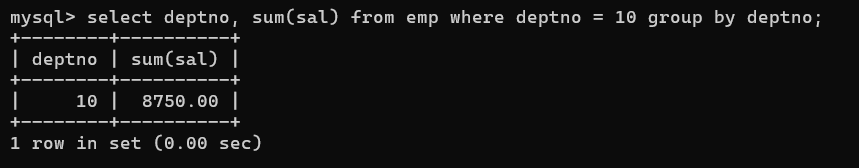 mysql> select deptno, sum(sal) from emp where deptno = 10 group by deptno;
+--------+----------+
| deptno | sum(sal) |
+--------+----------+
|     10 |  8750.00 |
+--------+----------+
1 row in set (0.00 sec)